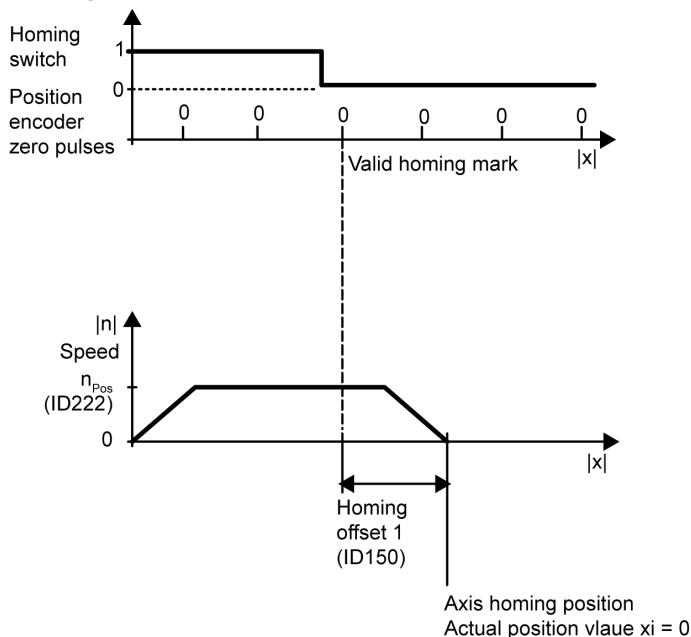 Homing
switch
1
0
Position
encoder
zero pulses
0 0 0 0 0 0
Valid homing mark
|x|
|n|
Speed
nPos
(ID222)
0
|x|
Homing
offset 1
(ID150)
Axis homing position
Actual position vlaue xi = 0